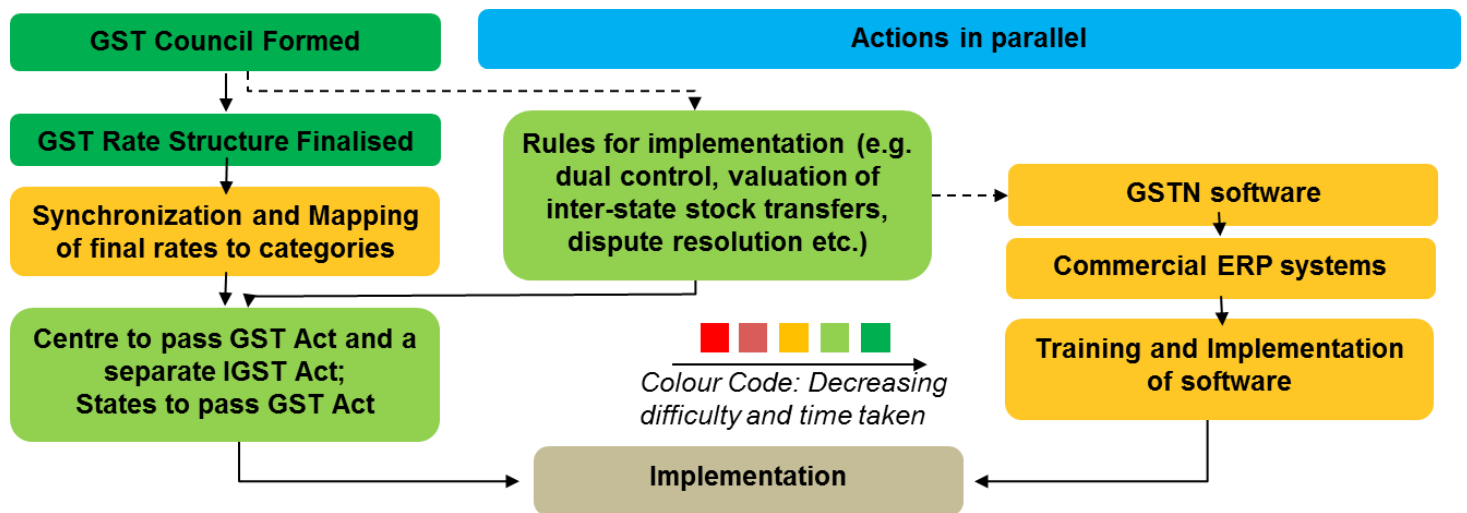 GST Council Formed
Actions in parallel
GST Rate Structure Finalised
Synchronization and Mapping
of final rates to categories
Centre to pass GST Act and a
separate IGST Act;
States to pass GST Act
Rules for implementation (e.g.
dual control, valuation of
inter-state stock transfers,
dispute resolution etc.)
GSTN software
Commercial ERP systems
Training and Implementation
of software
Colour Code: Decreasing
difficulty and time taken
Implementation